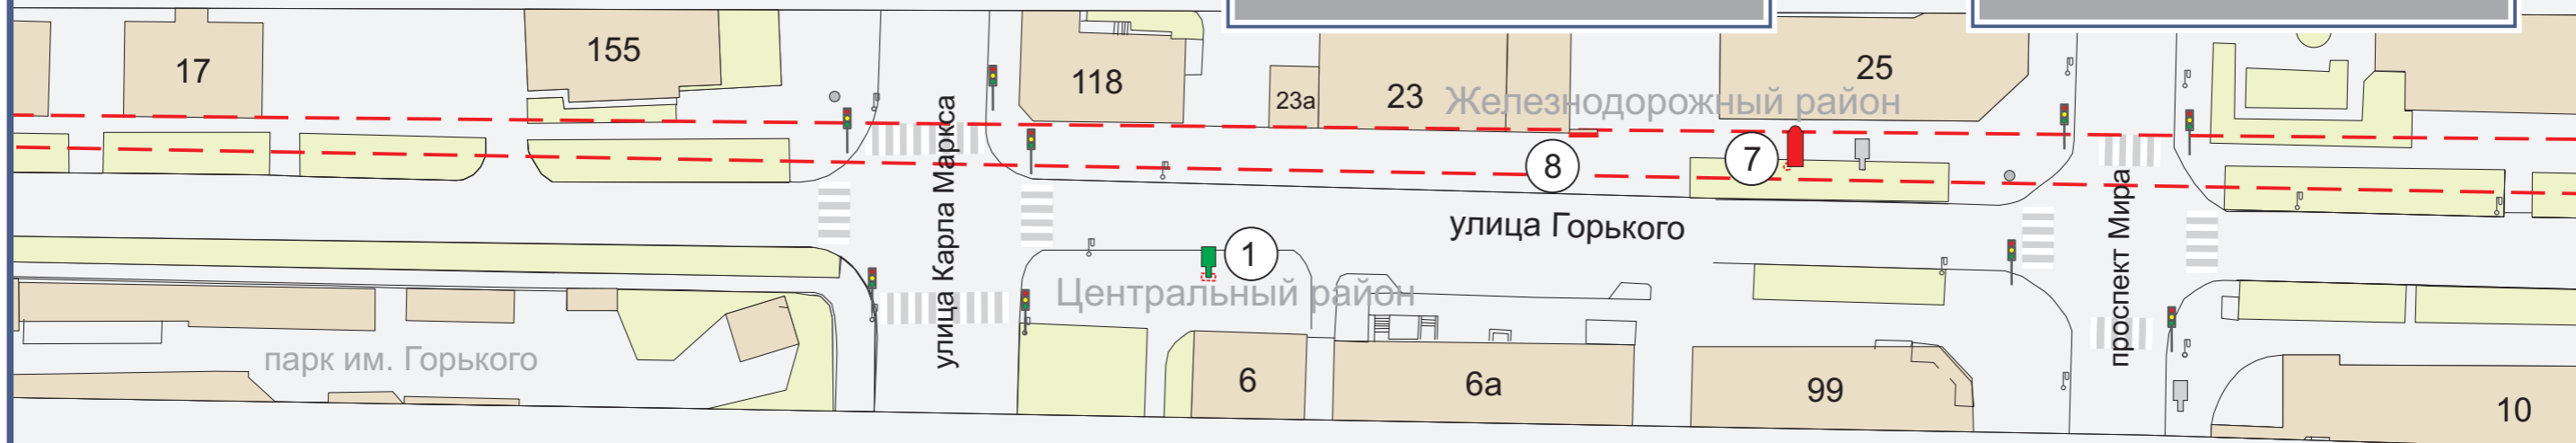 17
155
118
23а
23
25
Железнодорожный район
8
7
улица Карла Маркса
улица Горького
проспект Мира
1
Центральный район
парк им. Горького
6
6а
99
10